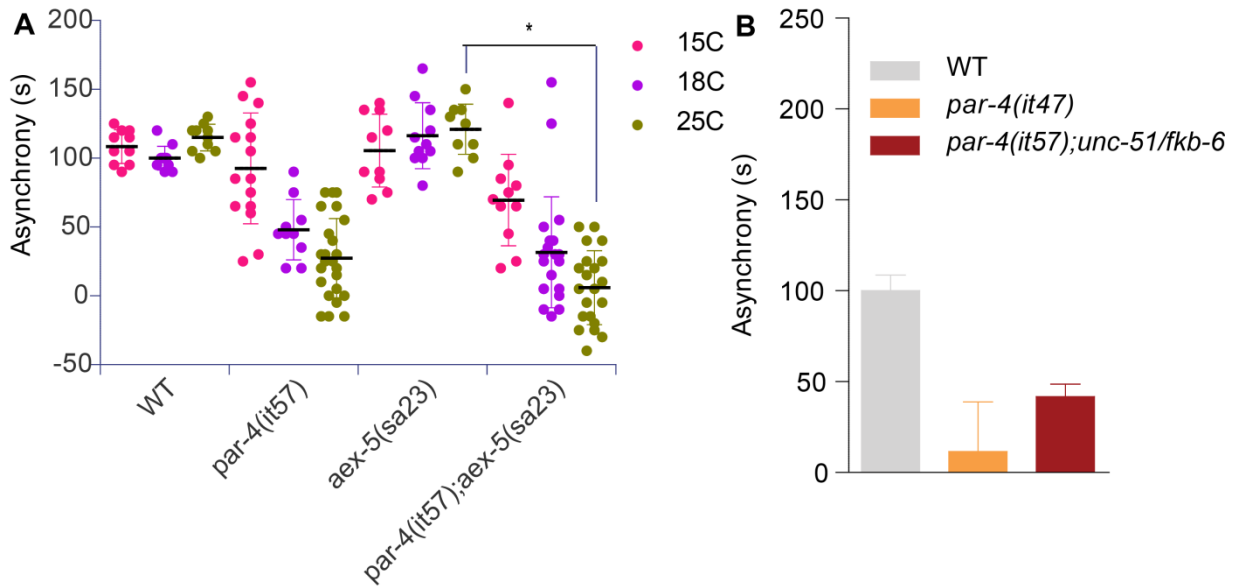 A
Asynchrony (s)
200
150
100
50
0
-50
*
15C
18C
25C
WT
par-4(it57)
aex-5(sa23)
par-4(it57);aex-5(sa23)
B
Asynchrony (s)
250
200
150
100
50
0
WT
par-4(it47)
par-4(it57);unc-51/fkb-6